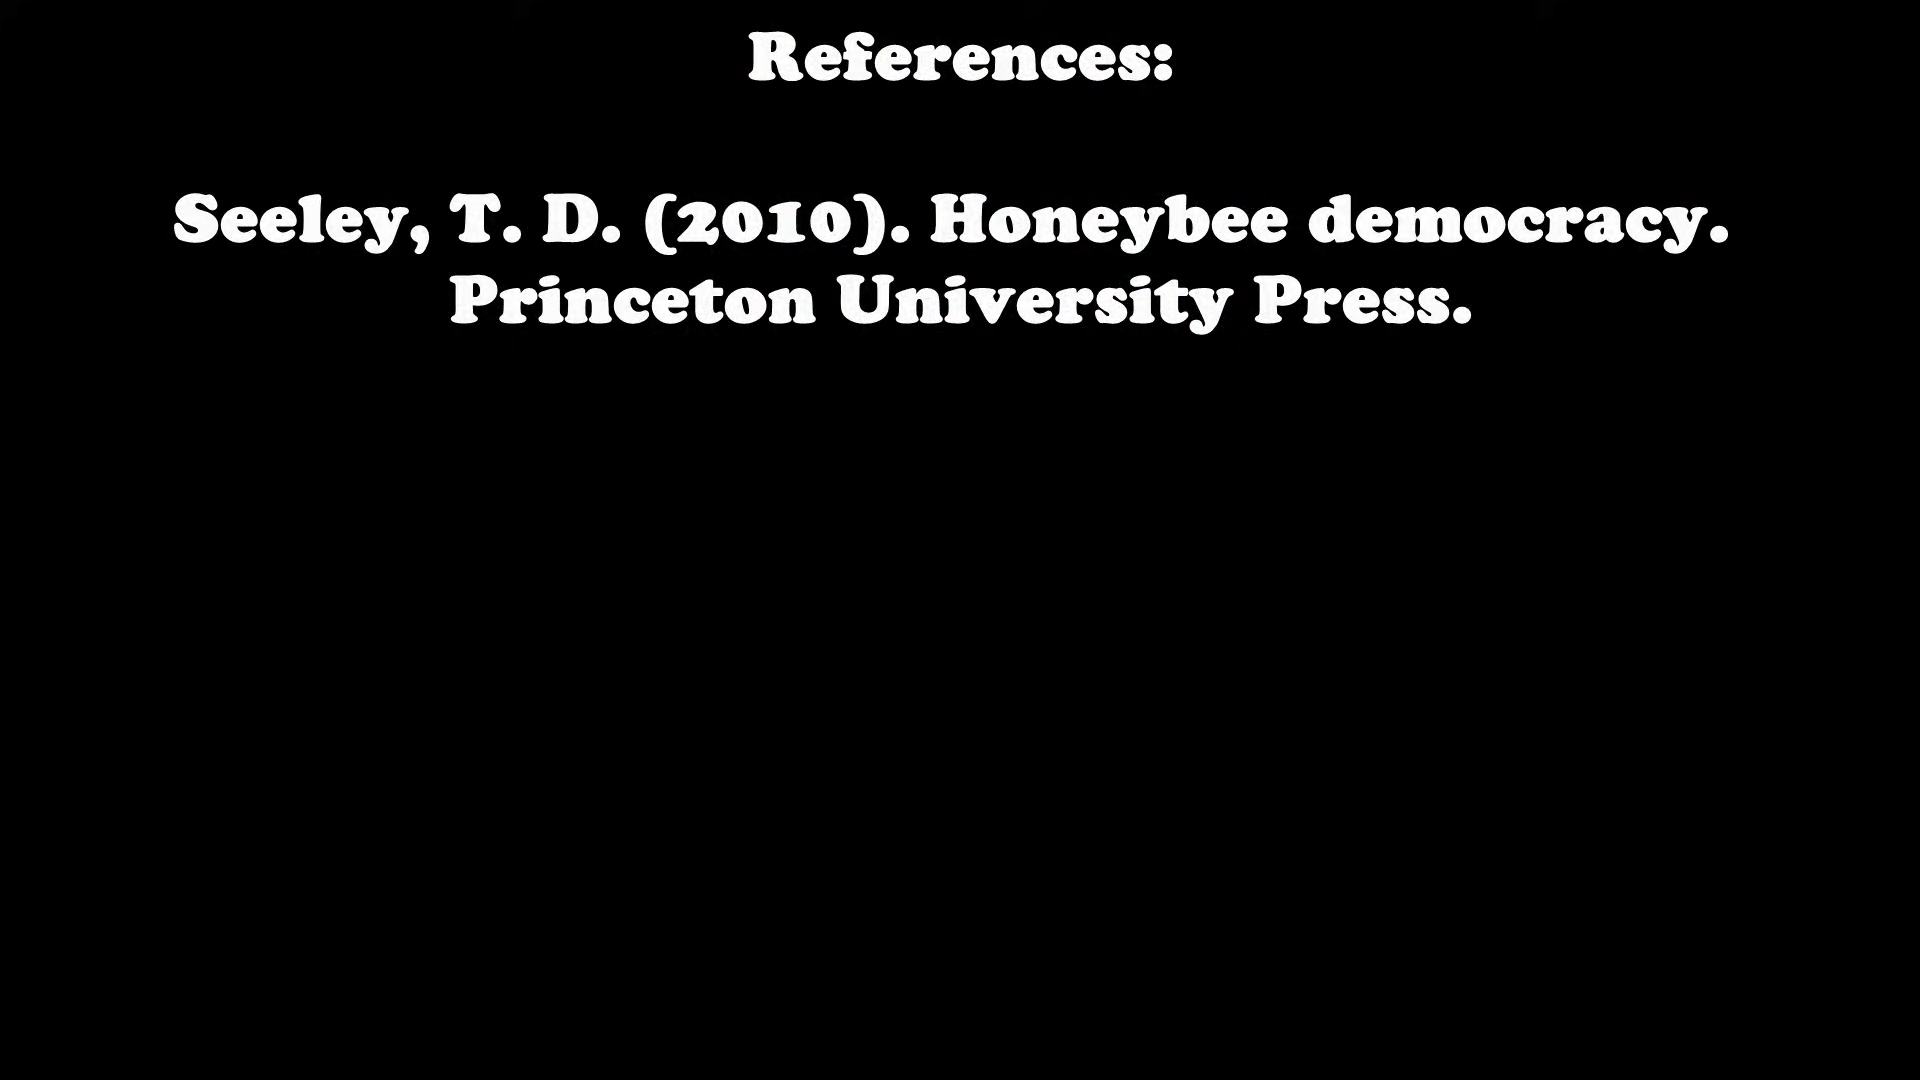 References:
Seeley, T. D. (2010). Honeybee democracy.
Princeton University Press.